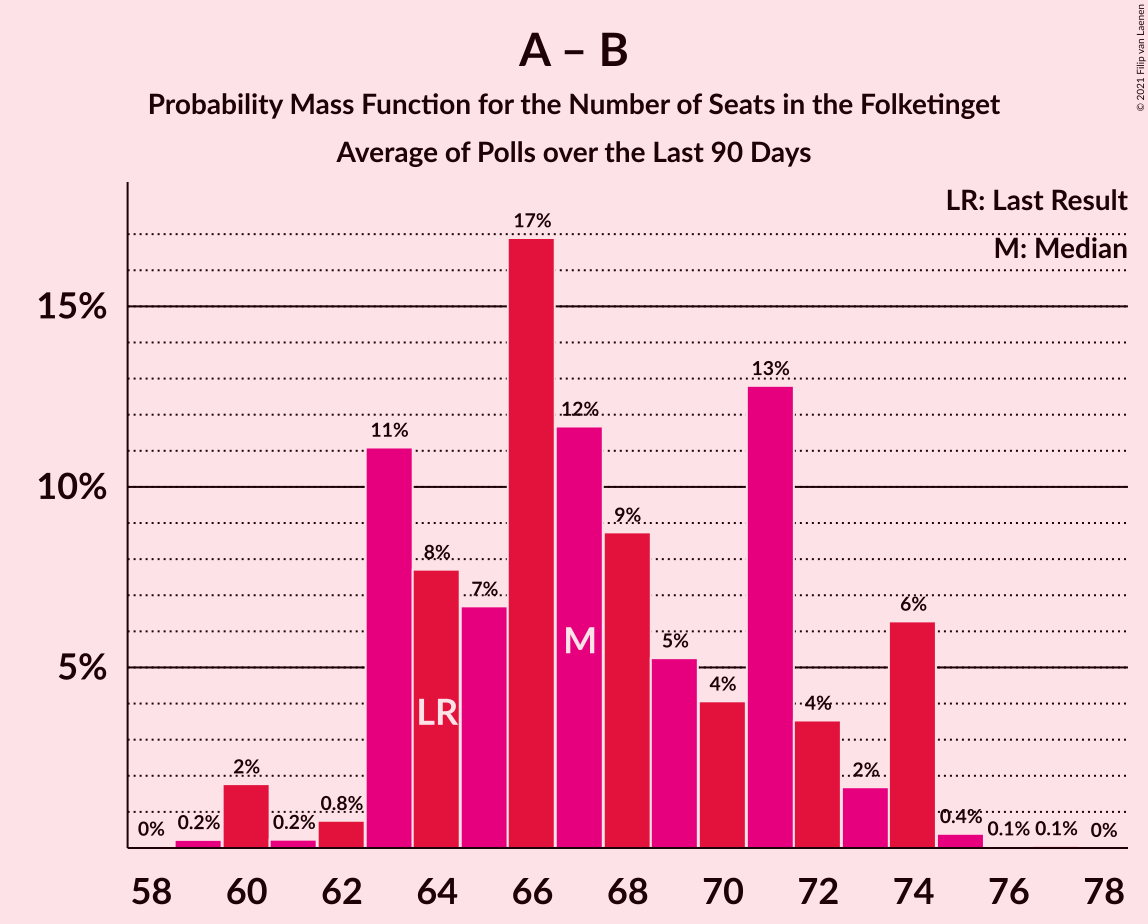 A – B
Probability Mass Function for the Number of Seats in the Folketinget
Average of Polls over the Last 90 Days
© 2021 Filip van Laenen
LR: Last Result
M: Median
15%
10%
5%
0%
0.2%
2%
0.2%
0.8%
11%
8%
7%
17%
12%
9%
5%
4%
13%
4%
2%
6%
0.4%
0.1%
0.1%
0%
LR
M
58 60 62 64 66 68 70 72 74 76 78